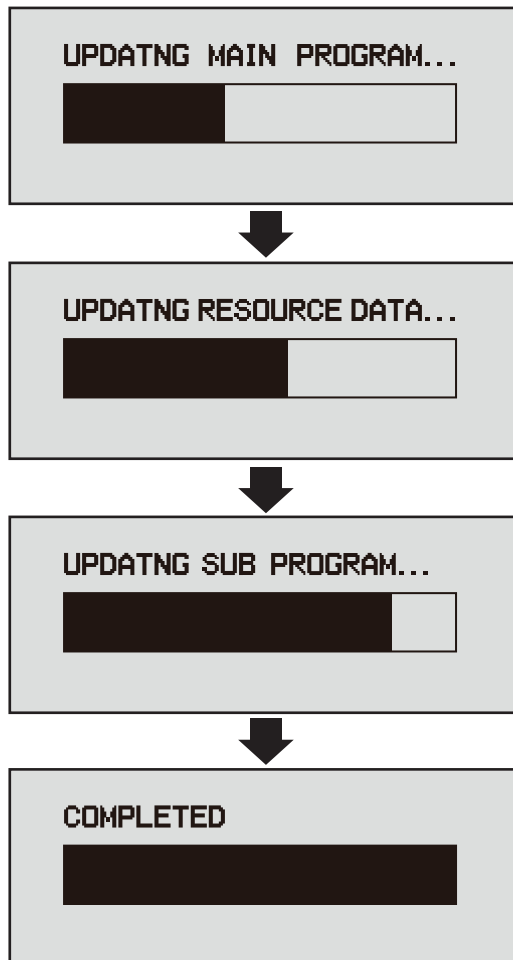 UPDATNG MAIN PROGRAM...
UPDATNG RESOURCE DATA...
UPDATNG SUB PROGRAM...
COMPLETED